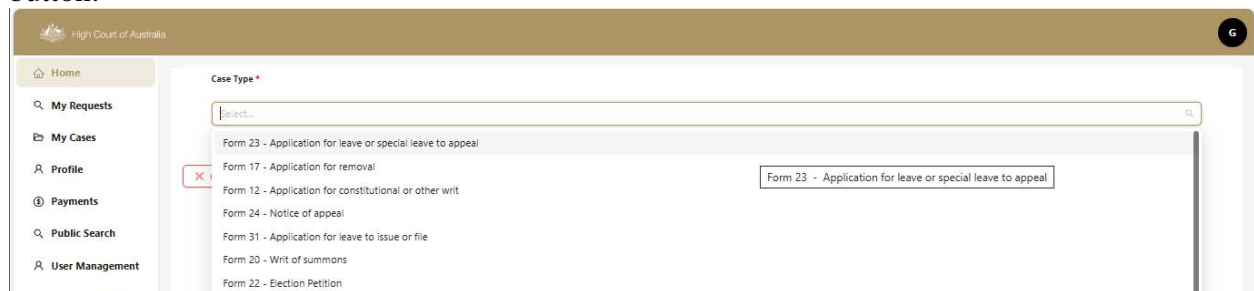 High Court of Australia
G
Home
My Requests
My Cases
Profile
Payments
Public Search
User Management
Case Type *
Select...
Form 23 - Application for leave or special leave to appeal
Form 17 - Application for removal
Form 12 - Application for constitutional or other writ
Form 24 - Notice of appeal
Form 31 - Application for leave to issue or file
Form 20 - Writ of summons
Form 22 - Election Petition
Form 23 - Application for leave or special leave to appeal